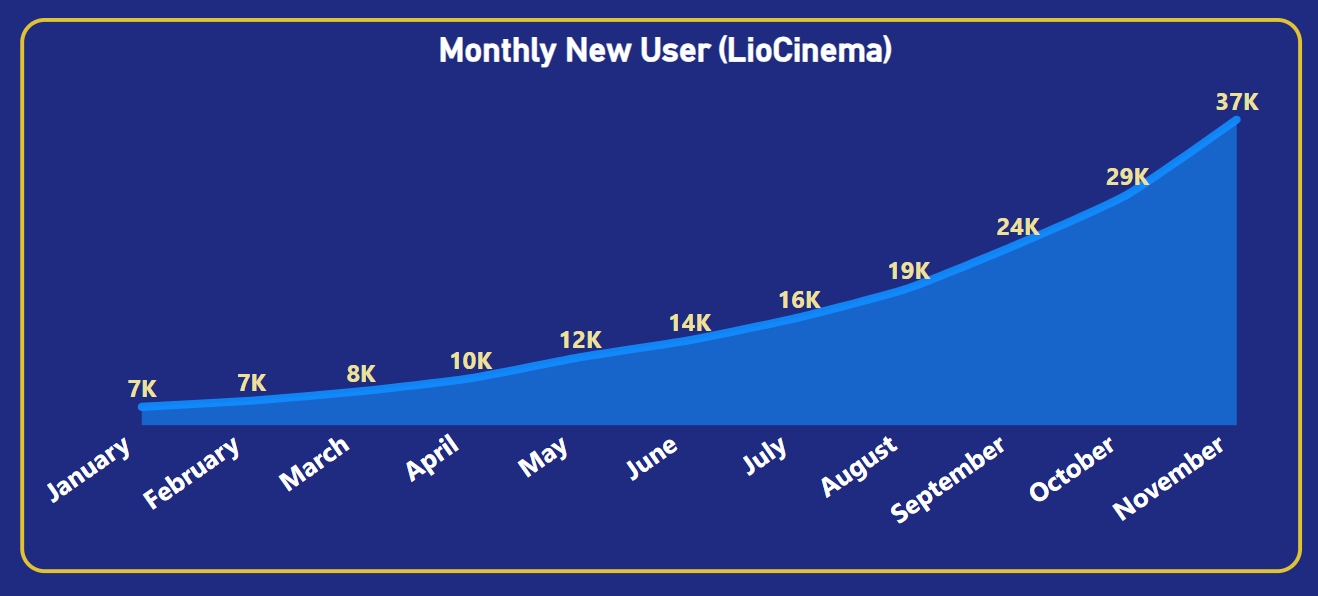 Monthly New User (LioCinema)
37K
29K
24K
19K
16K
14K
12K
10K
8K
7K
7K
January
February
March
April
May
June
July
August
September
October
November